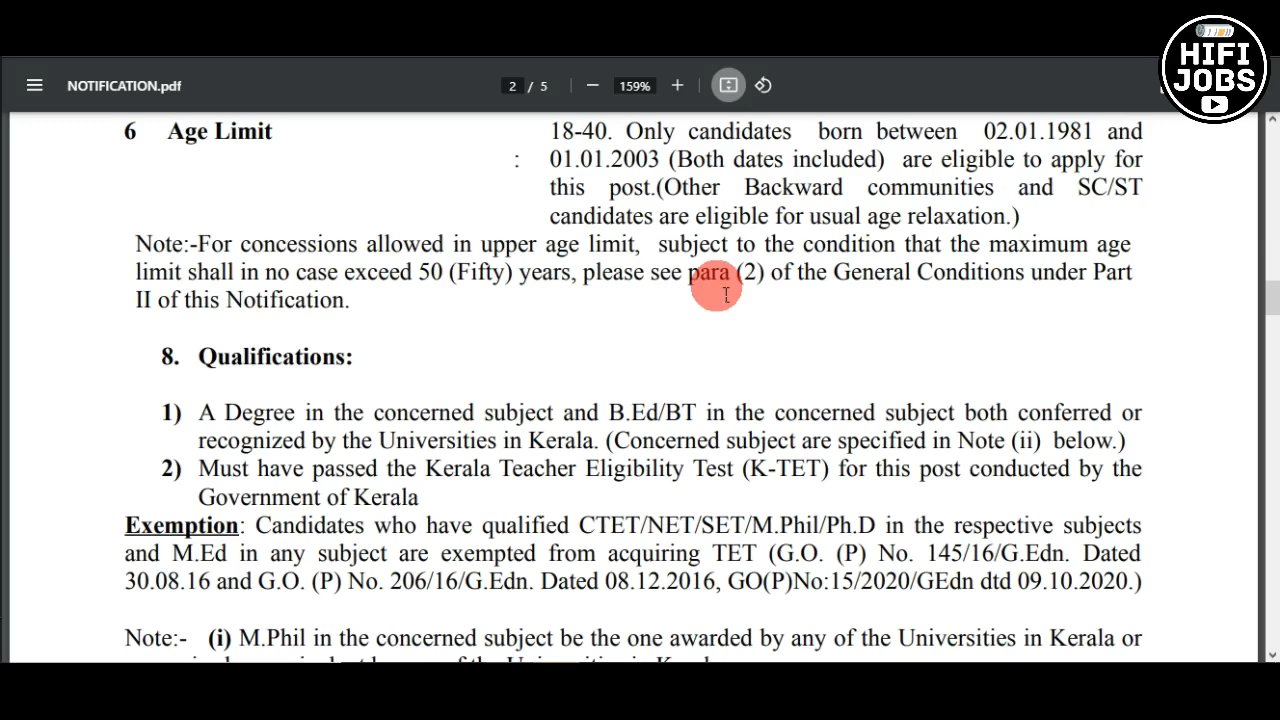 HIFI
JOBS
NOTIFICATION.pdf
2 / 5
159%
6 Age Limit : 18-40. Only candidates born between 02.01.1981 and
01.01.2003 (Both dates included) are eligible to apply for
this post.(Other Backward communities and SC/ST
candidates are eligible for usual age relaxation.)
Note:-For concessions allowed in upper age limit, subject to the condition that the maximum age
limit shall in no case exceed 50 (Fifty) years, please see para (2) of the General Conditions under Part
II of this Notification.
8. Qualifications:
1) A Degree in the concerned subject and B.Ed/BT in the concerned subject both conferred or
recognized by the Universities in Kerala. (Concerned subject are specified in Note (ii) below.)
2) Must have passed the Kerala Teacher Eligibility Test (K-TET) for this post conducted by the
Government of Kerala
Exemption: Candidates who have qualified CTET/NET/SET/M.Phil/Ph.D in the respective subjects
and M.Ed in any subject are exempted from acquiring TET (G.O. (P) No. 145/16/G.Edn. Dated
30.08.16 and G.O. (P) No. 206/16/G.Edn. Dated 08.12.2016, GO(P)No:15/2020/GEdn dtd 09.10.2020.)
Note:- (i) M.Phil in the concerned subject be the one awarded by any of the Universities in Kerala or